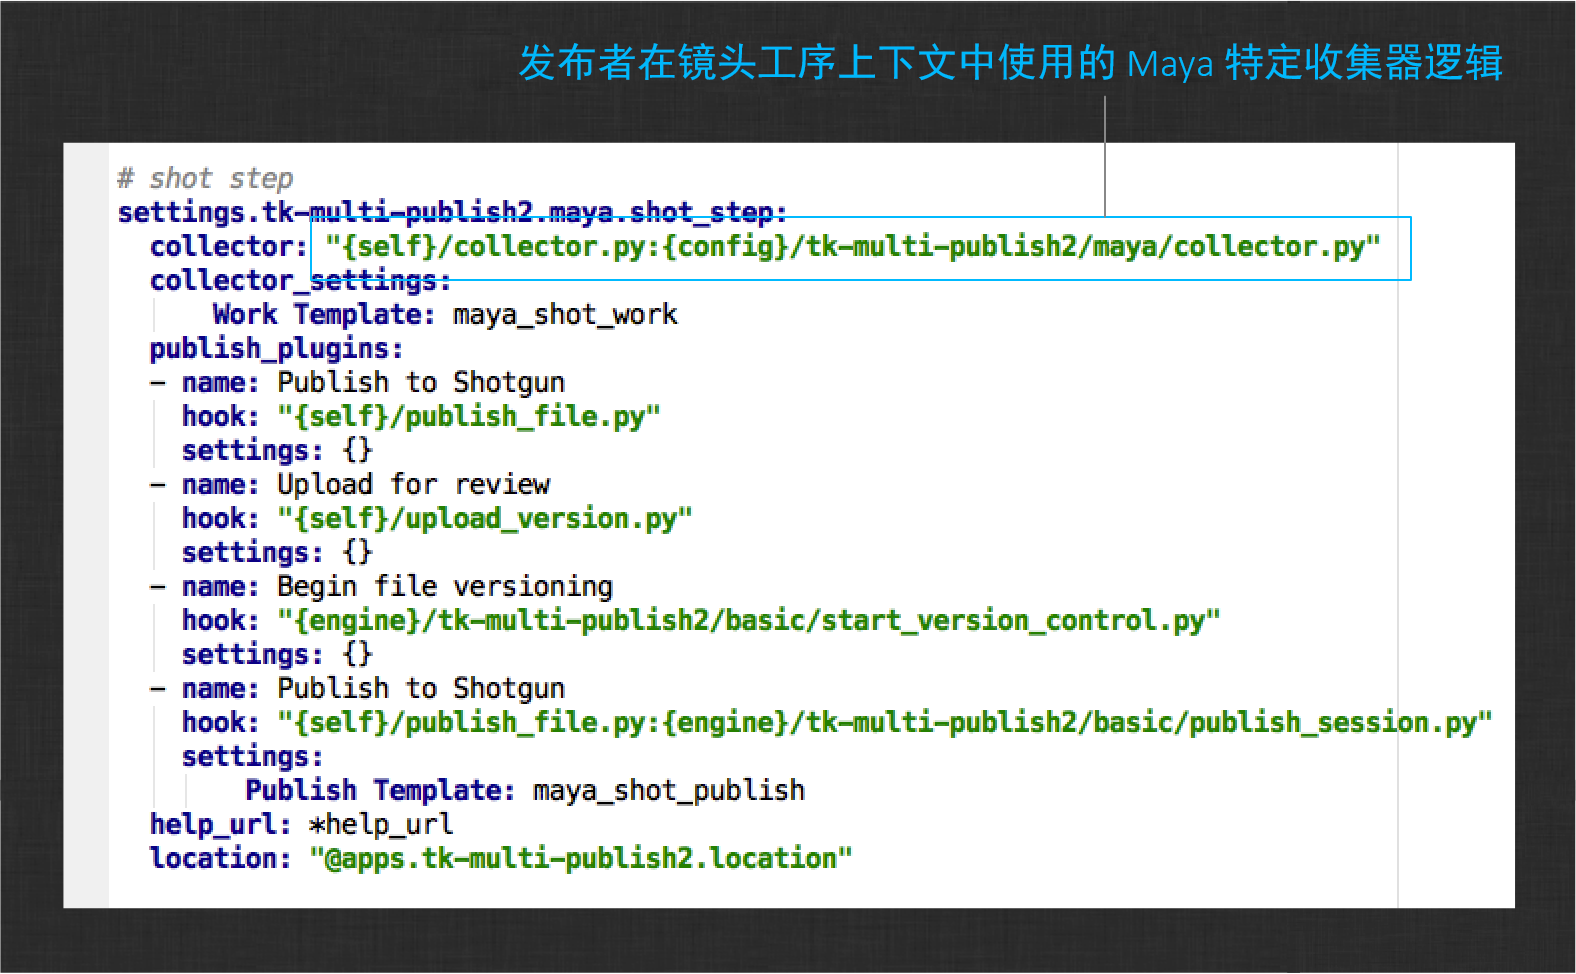 发布者在镜头工序上下文中使用的 Maya 特定收集器逻辑
# shot step
settings.tk-multi-publish2.maya.shot_step:
collector: "{self}/collector.py:{config}/tk-multi-publish2/maya/collector.py"
collector_settings:
Work Template: maya_shot_work
publish_plugins:
- name: Publish to Shotgun
hook: "{self}/publish_file.py"
settings: {}
- name: Upload for review
hook: "{self}/upload_version.py"
settings: {}
- name: Begin file versioning
hook: "{engine}/tk-multi-publish2/basic/start_version_control.py"
settings: {}
- name: Publish to Shotgun
hook: "{self}/publish_file.py:{engine}/tk-multi-publish2/basic/publish_session.py"
settings:
Publish Template: maya_shot_publish
help_url: *help_url
location: "@apps.tk-multi-publish2.location"